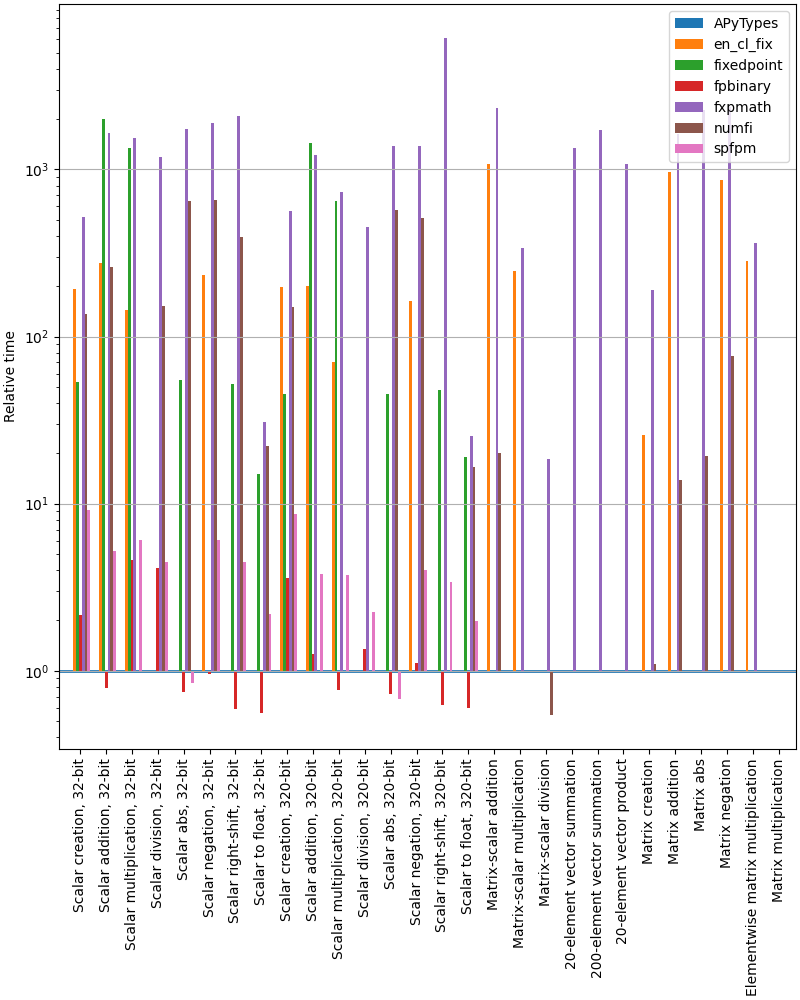 APyTypes
en_cl_fix
fixedpoint
fpbinary
fxpmath
numfi
spfpm
Relative time
10³
10²
10¹
10⁰
Scalar creation, 32-bit
Scalar addition, 32-bit
Scalar multiplication, 32-bit
Scalar division, 32-bit
Scalar abs, 32-bit
Scalar negation, 32-bit
Scalar right-shift, 32-bit
Scalar to float, 32-bit
Scalar creation, 320-bit
Scalar addition, 320-bit
Scalar multiplication, 320-bit
Scalar division, 320-bit
Scalar abs, 320-bit
Scalar negation, 320-bit
Scalar right-shift, 320-bit
Scalar to float, 320-bit
Matrix-scalar addition
Matrix-scalar multiplication
Matrix-scalar division
20-element vector summation
200-element vector summation
20-element vector product
Matrix creation
Matrix addition
Matrix abs
Matrix negation
Elementwise matrix multiplication
Matrix multiplication